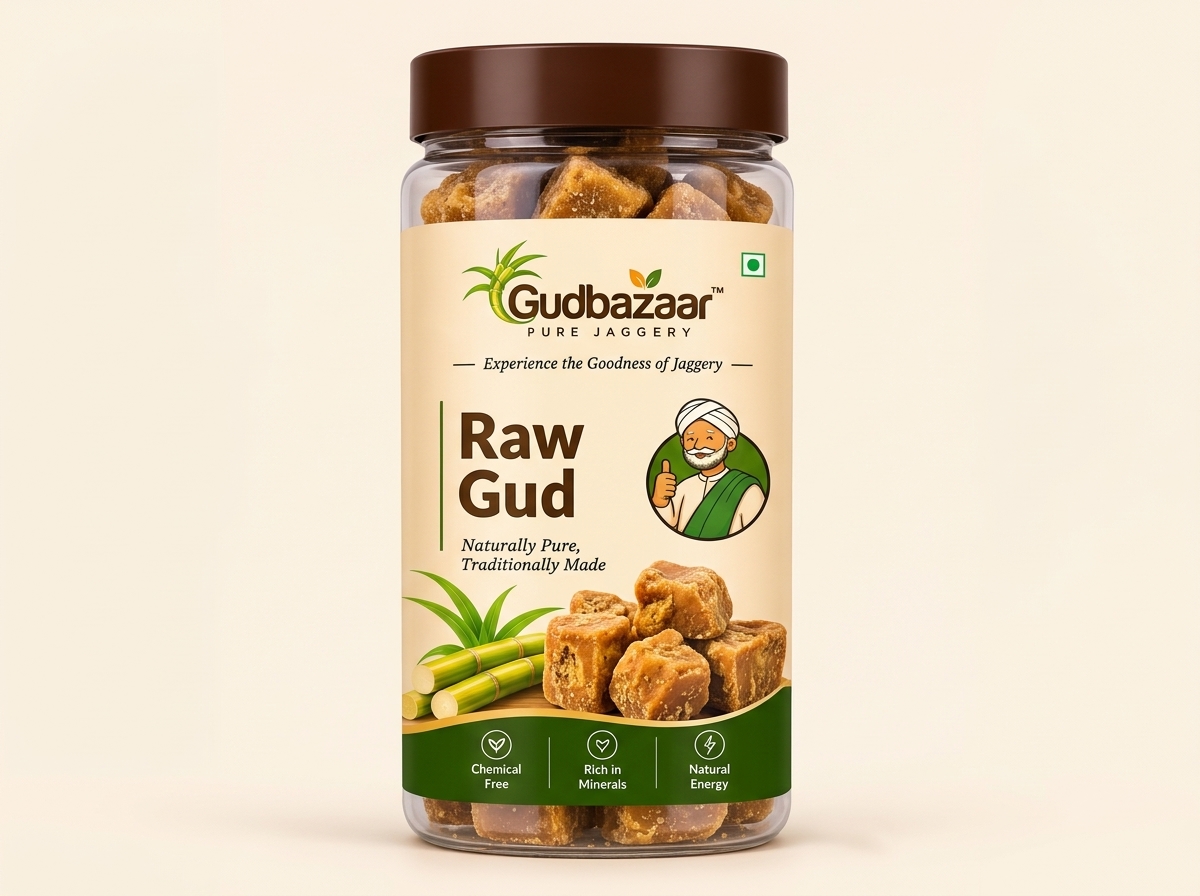 Gudbazaar™
PURE JAGGERY
Experience the Goodness of Jaggery
Raw
Gud
Naturally Pure,
Traditionally Made
Chemical
Free
Rich in
Minerals
Natural
Energy